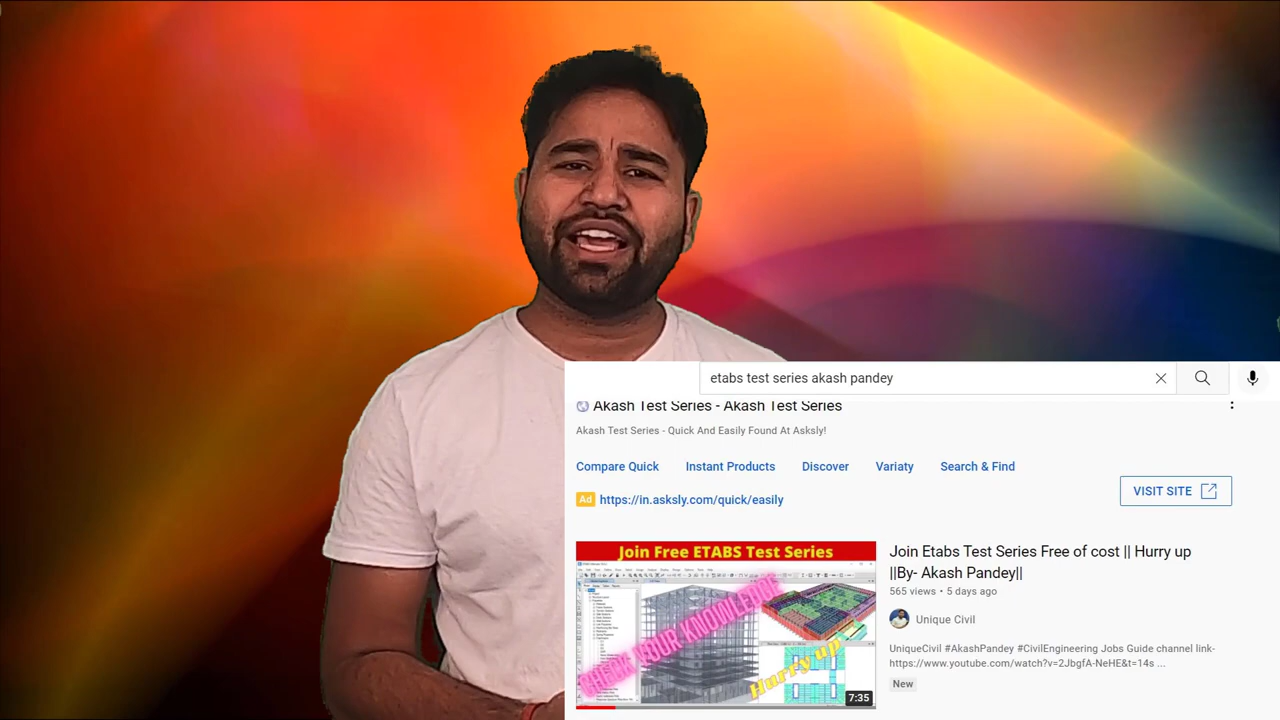 etabs test series akash pandey
Akash Test Series - Akash Test Series
Akash Test Series - Quick And Easily Found At Asksly!
Compare Quick Instant Products Discover Variaty Search & Find
Ad https://in.asksly.com/quick/easily
VISIT SITE
Join Free ETABS Test Series
CHECK YOUR KNOWLEDGE
Hurry up
7:35
Join Etabs Test Series Free of cost || Hurry up
||By- Akash Pandey||
565 views • 5 days ago
Unique Civil
UniqueCivil #AkashPandey #CivilEngineering Jobs Guide channel link-
https://www.youtube.com/watch?v=2JbgfA-NeHE&t=14s ...
New